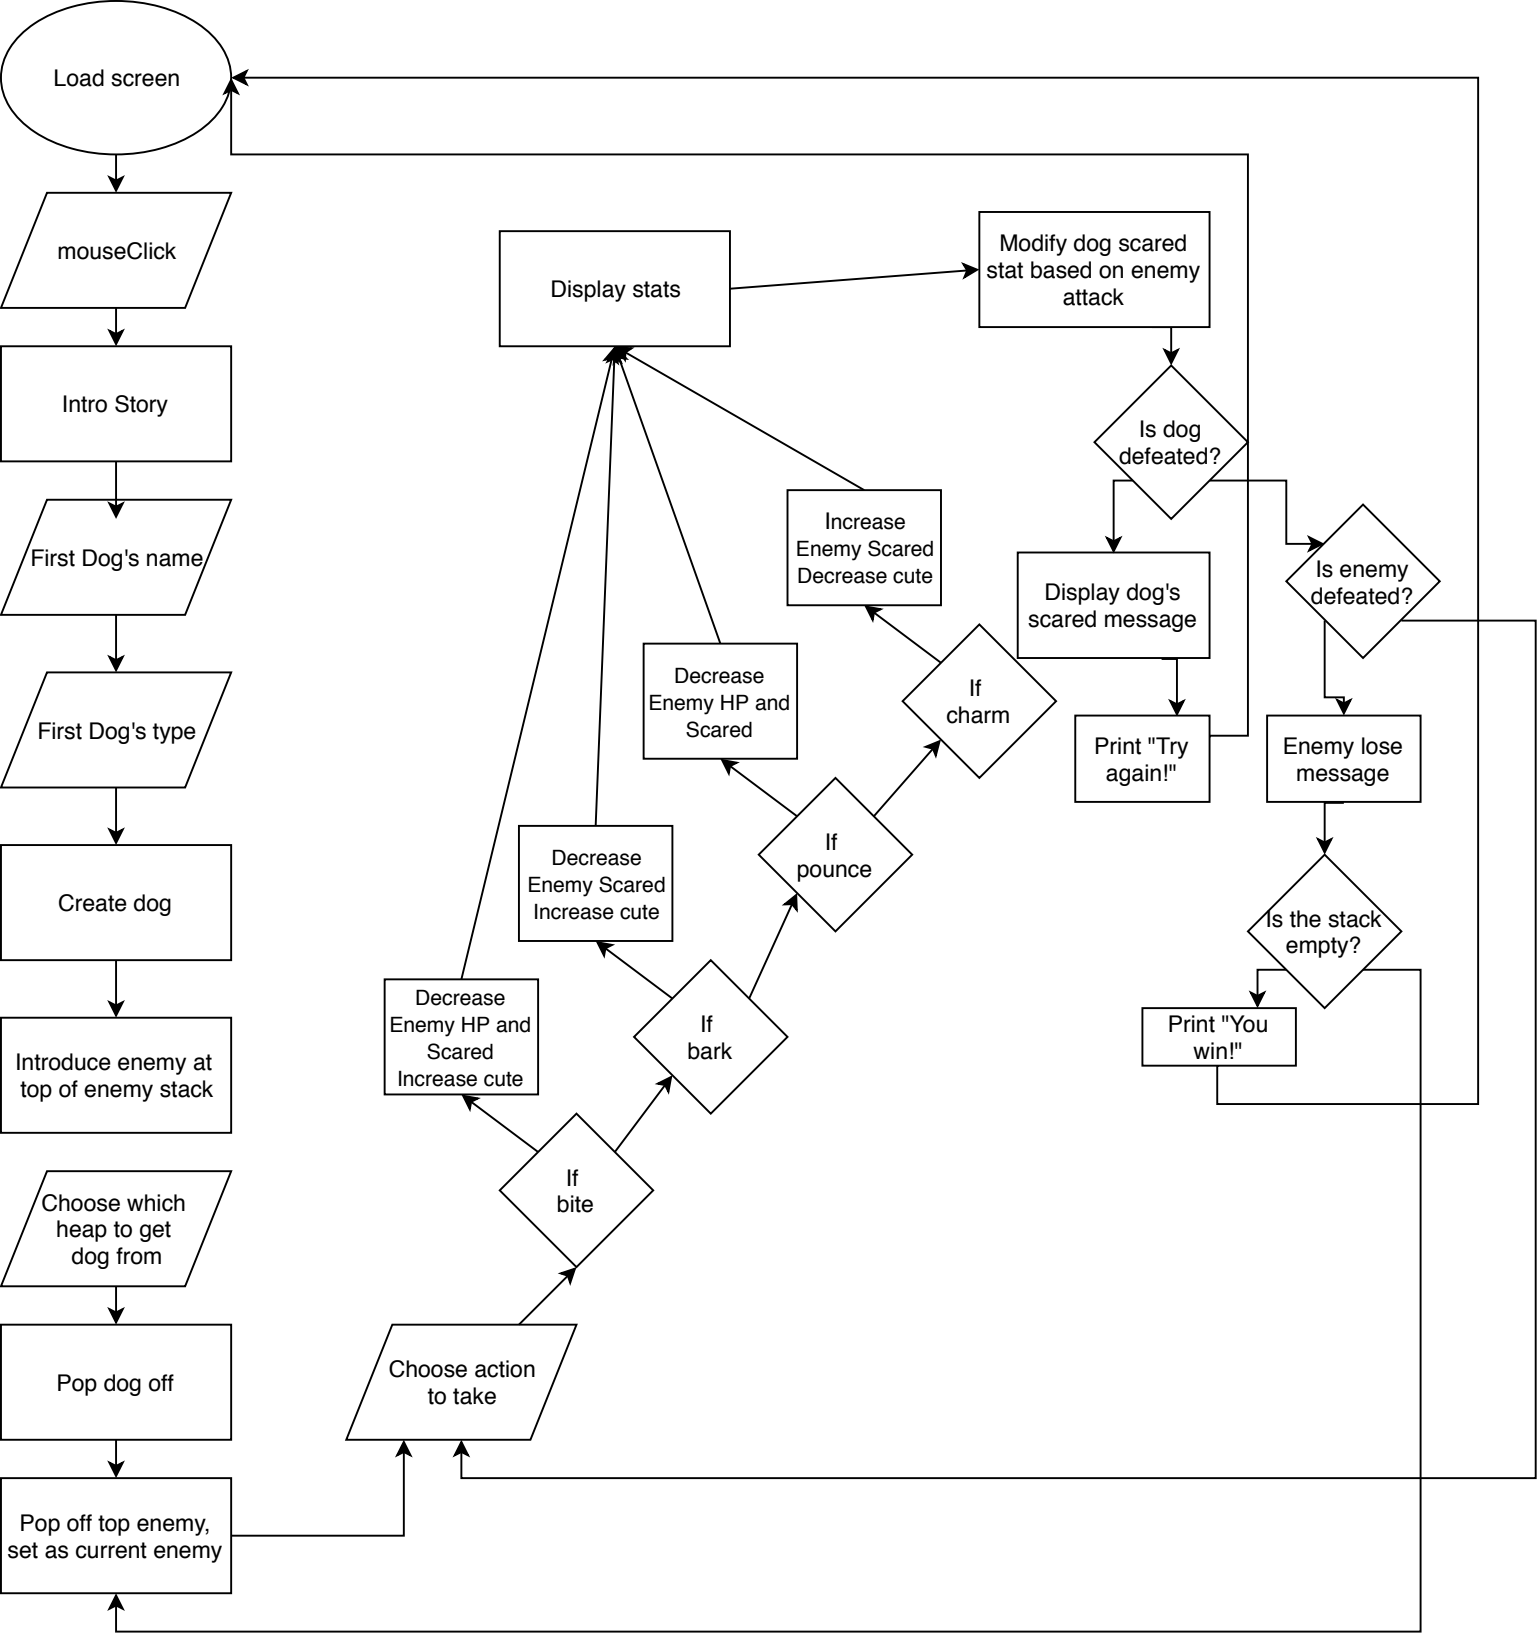 Load screen
mouseClick
Intro Story
First Dog's name
First Dog's type
Create dog
Introduce enemy at
top of enemy stack
Choose which
heap to get
dog from
Pop dog off
Pop off top enemy,
set as current enemy
Choose action
to take
If
bite
Decrease
Enemy HP and
Scared
Increase cute
If
bark
Decrease
Enemy Scared
Increase cute
If
pounce
Decrease
Enemy HP and
Scared
If
charm
Increase
Enemy Scared
Decrease cute
Display stats
Modify dog scared
stat based on enemy
attack
Is dog
defeated?
Display dog's
scared message
Print "Try
again!"
Is enemy
defeated?
Enemy lose
message
Is the stack
empty?
Print "You
win!"